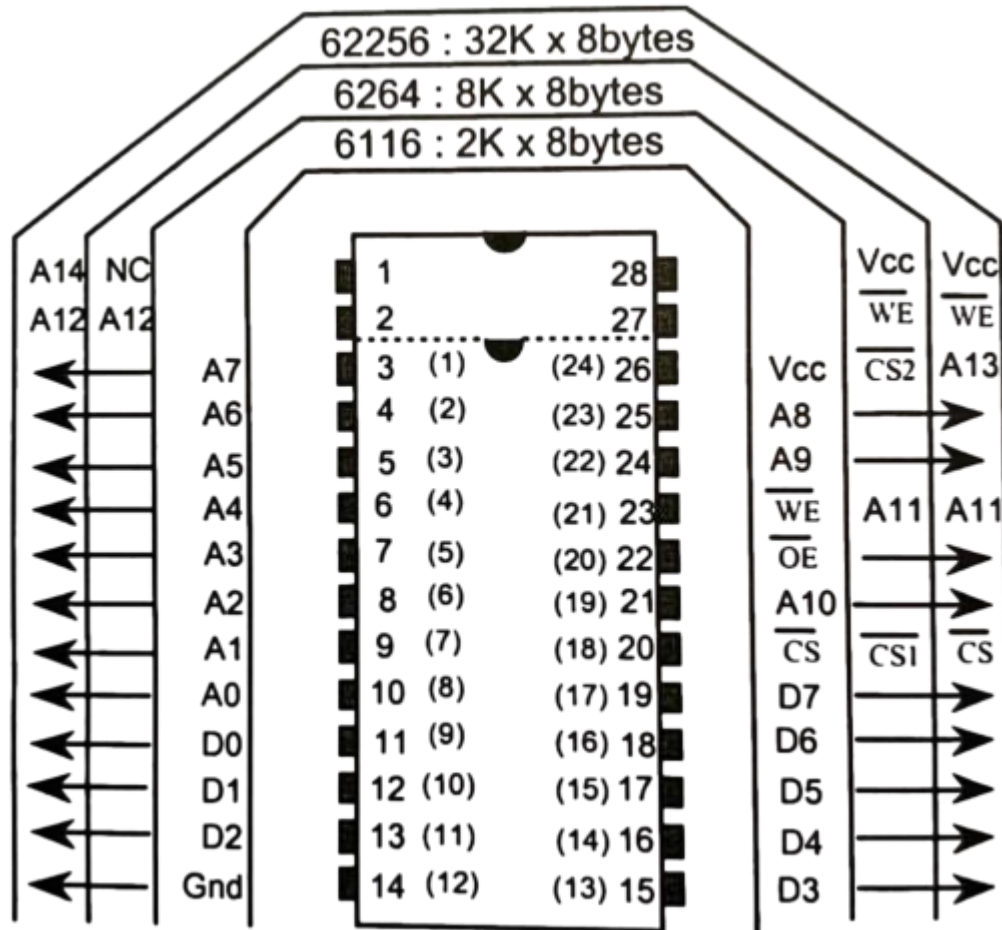 62256 : 32K x 8bytes
6264 : 8K x 8bytes
6116 : 2K x 8bytes
A14 NC 1 28 Vcc Vcc
A12 A12 2 27 WE WE
A7 3 (1) (24) 26 Vcc CS2 A13
A6 4 (2) (23) 25 A8
A5 5 (3) (22) 24 A9
A4 6 (4) (21) 23 WE A11 A11
A3 7 (5) (20) 22 OE
A2 8 (6) (19) 21 A10
A1 9 (7) (18) 20 CS CS1 CS
A0 10 (8) (17) 19 D7
D0 11 (9) (16) 18 D6
D1 12 (10) (15) 17 D5
D2 13 (11) (14) 16 D4
Gnd 14 (12) (13) 15 D3